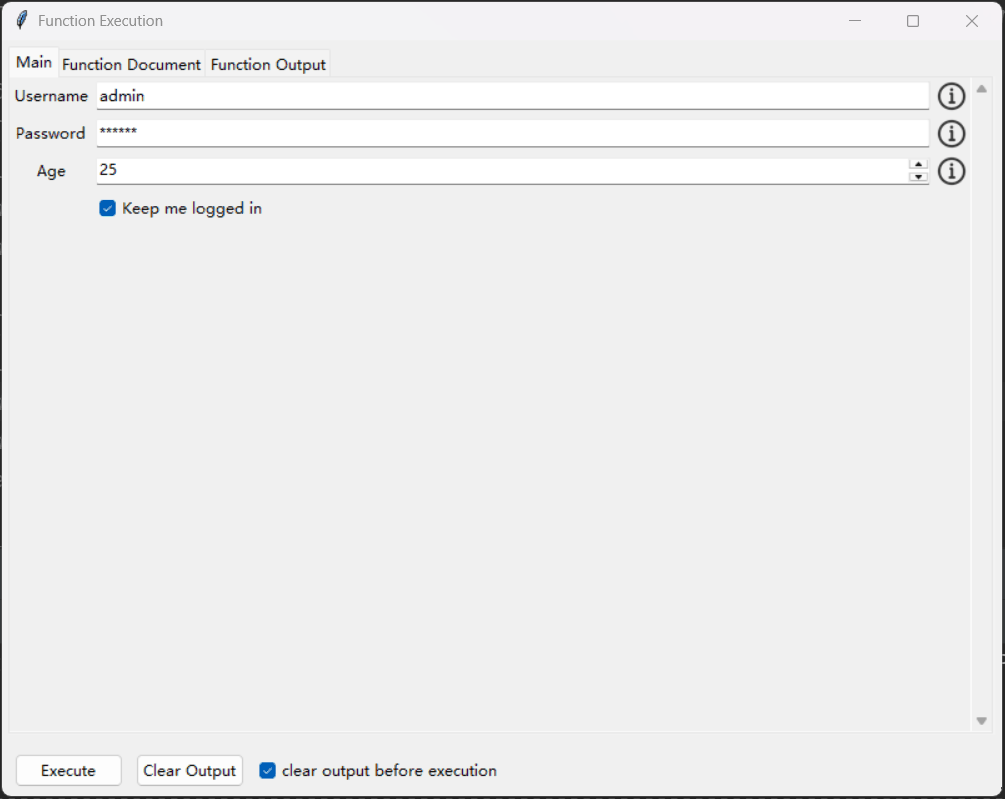 Function Execution
Main Function Document Function Output
Username admin
Password ******
Age 25
Keep me logged in
Execute Clear Output clear output before execution